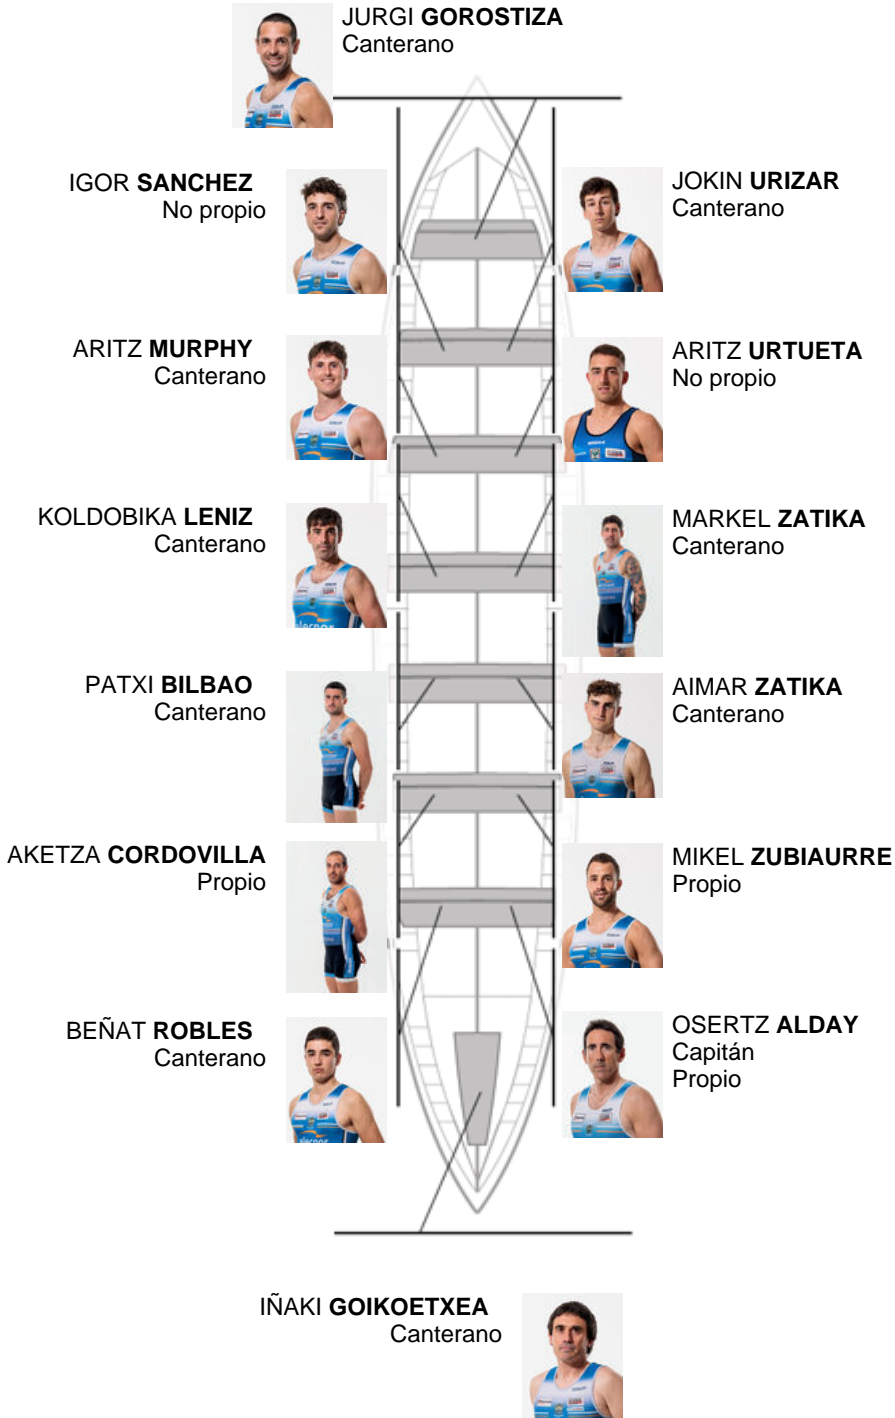 JURGI GOROSTIZA
Canterano
IGOR SANCHEZ
No propio
JOKIN URIZAR
Canterano
ARITZ MURPHY
Canterano
ARITZ URTUETA
No propio
KOLDOBIKA LENIZ
Canterano
MARKEL ZATIKA
Canterano
PATXI BILBAO
Canterano
AIMAR ZATIKA
Canterano
AKETZA CORDOVILLA
Propio
MIKEL ZUBIAURRE
Propio
BEÑAT ROBLES
Canterano
OSERTZ ALDAY
Capitán
Propio
IÑAKI GOIKOETXEA
Canterano